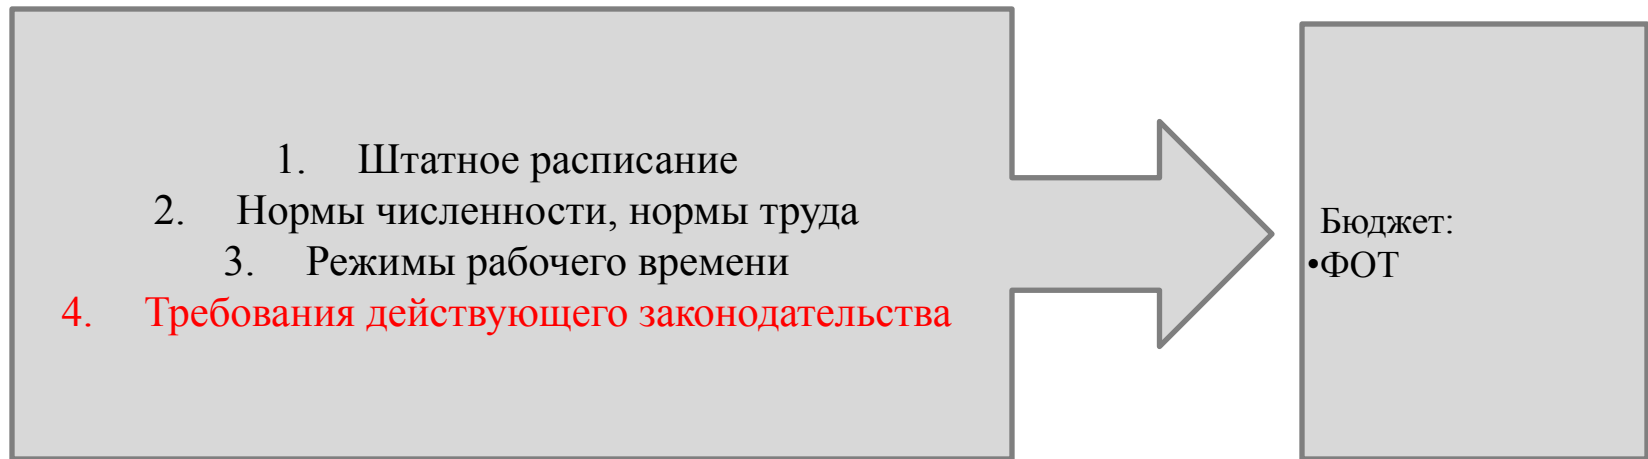 1. Штатное расписание
2. Нормы численности, нормы труда
3. Режимы рабочего времени
4. Требования действующего законодательства
Бюджет:
•ФОТ